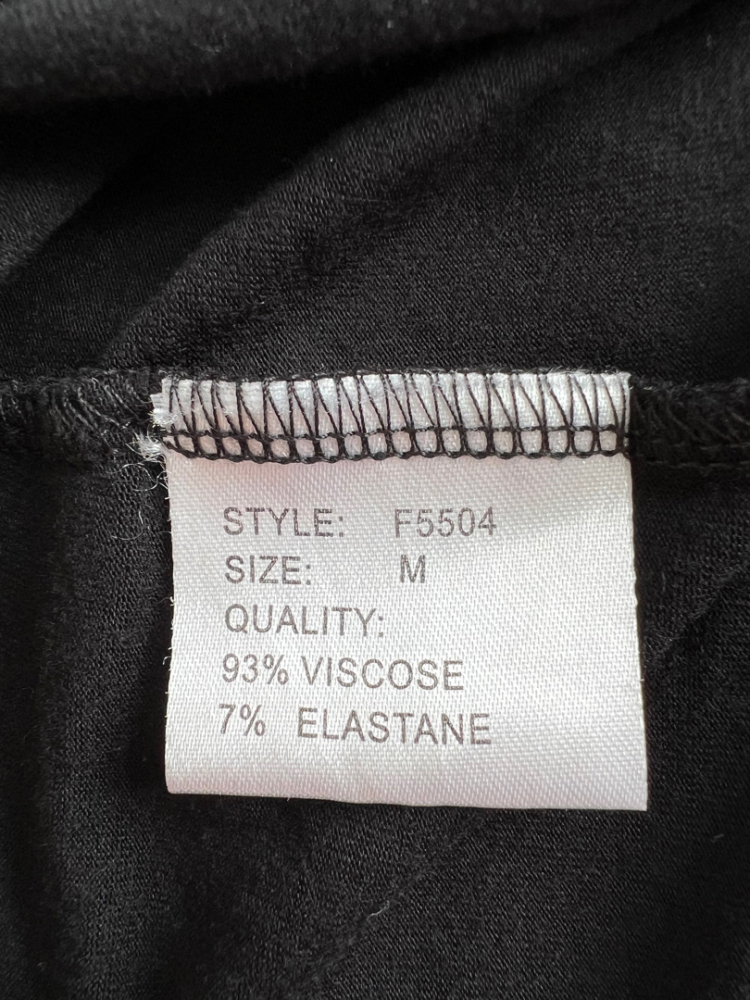 STYLE: F5504
SIZE: M
QUALITY:
93% VISCOSE
7% ELASTANE